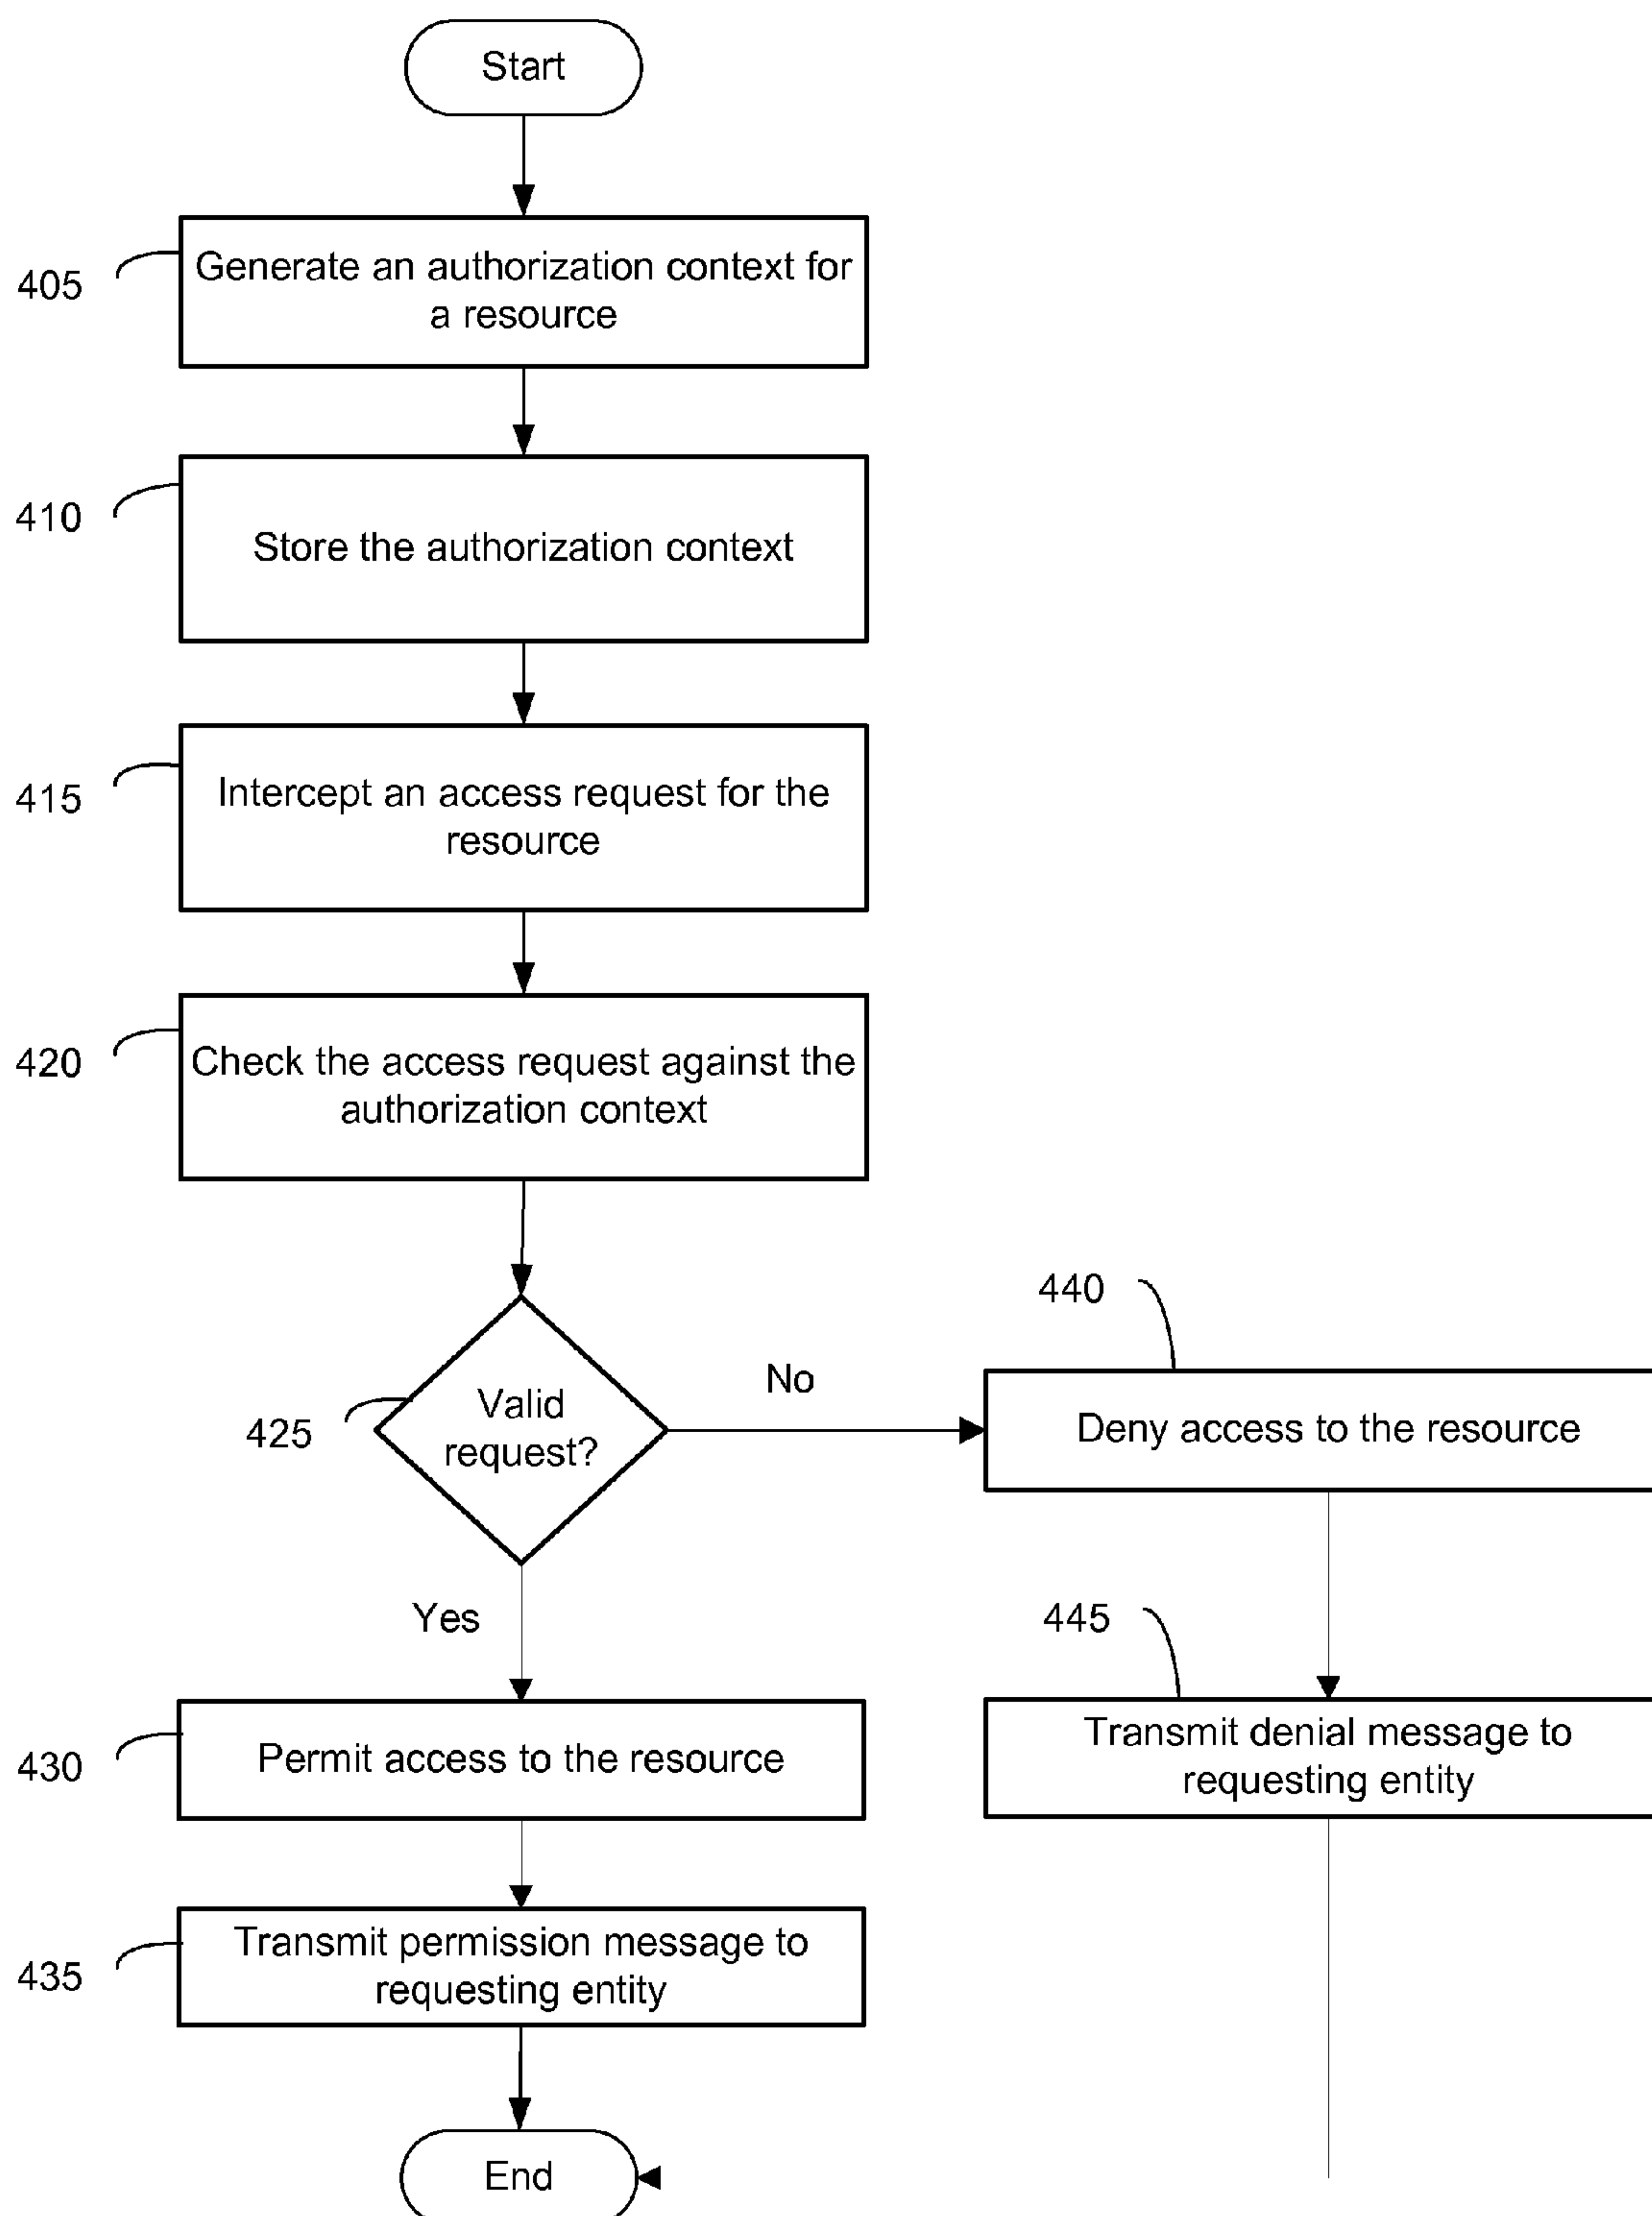 Start
405
Generate an authorization context for
a resource
410
Store the authorization context
415
Intercept an access request for the
resource
420
Check the access request against the
authorization context
425
Valid
request?
No
440
Deny access to the resource
Yes
445
Transmit denial message to
requesting entity
430
Permit access to the resource
435
Transmit permission message to
requesting entity
End